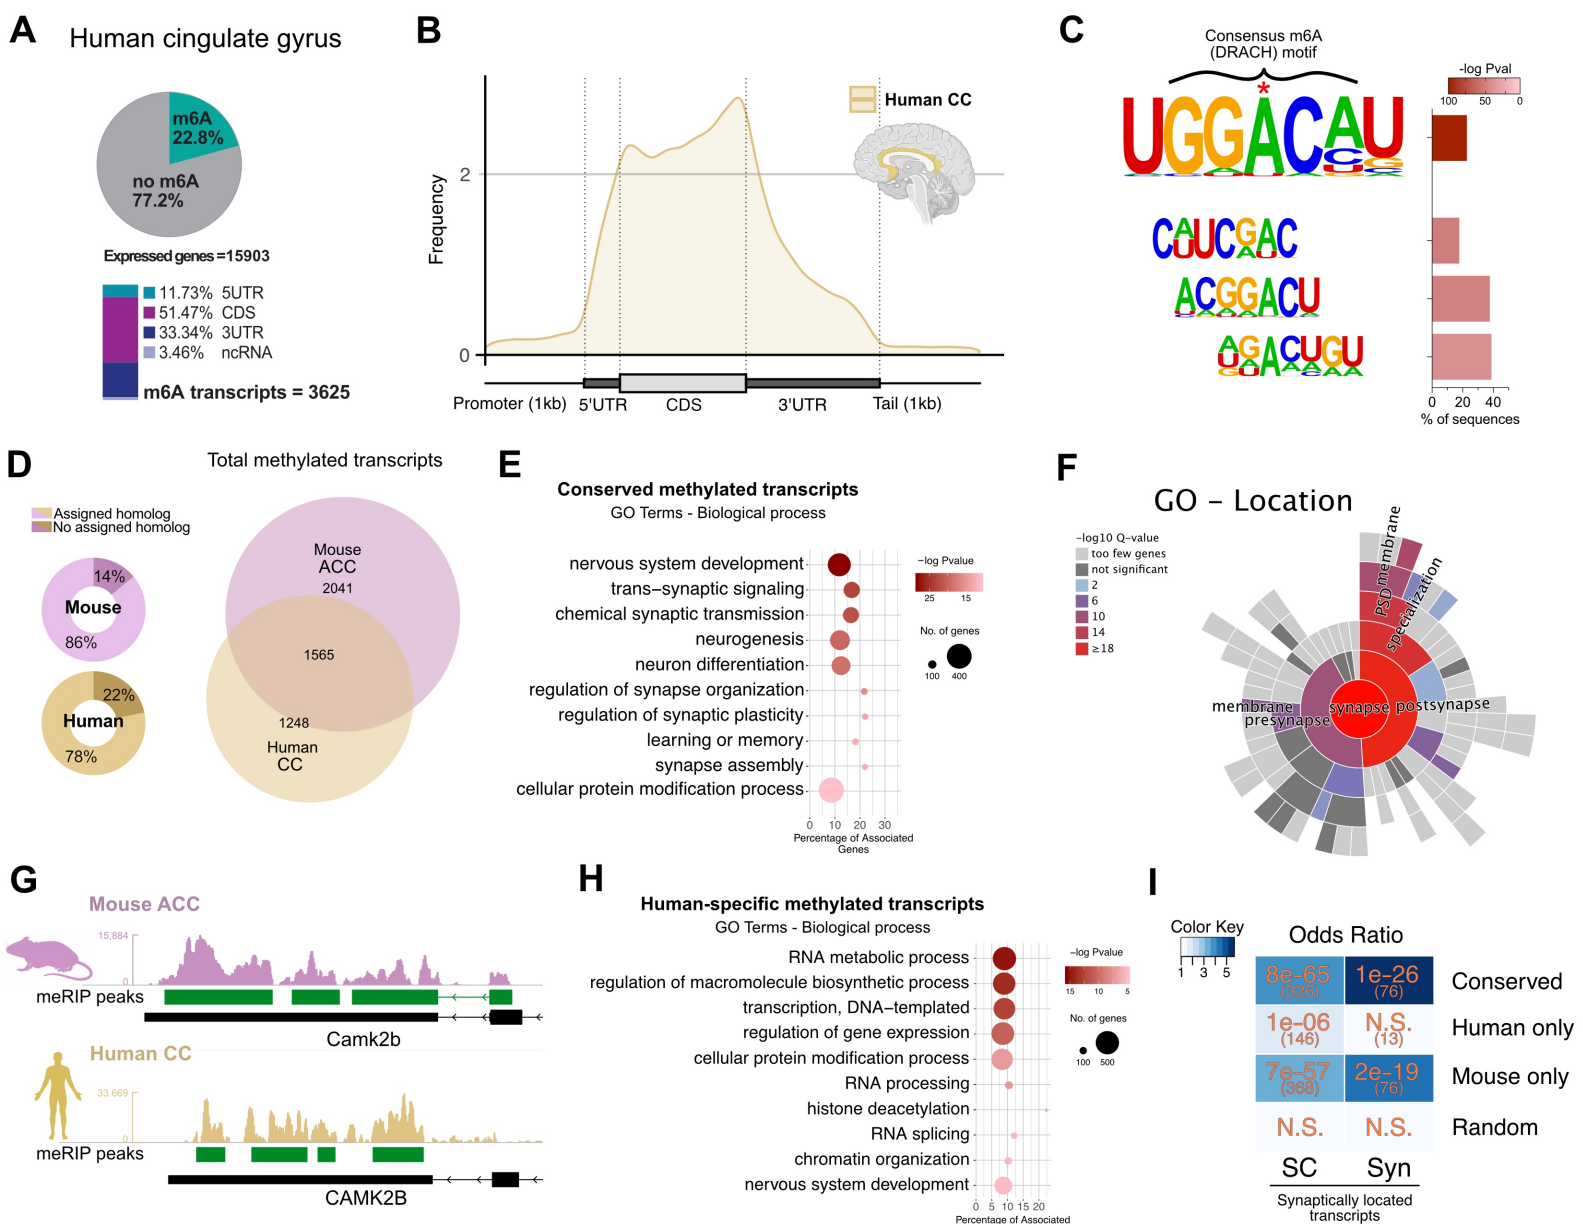 A
Human cingulate gyrus
m6A
22.8%
no m6A
77.2%
Expressed genes =15903
11.73% 5UTR
51.47% CDS
33.34% 3UTR
3.46% ncRNA
m6A transcripts = 3625
B
Human CC
Frequency
2
0
Promoter (1kb) 5'UTR CDS 3'UTR Tail (1kb)
C
Consensus m6A
(DRACH) motif
*
UGGACAU
CAUCGAC
ACGGACU
AGACUGU
-log Pval
100 50 0
0 20 40
% of sequences
D
Total methylated transcripts
Assigned homolog
No assigned homolog
14%
Mouse
86%
22%
Human
78%
Mouse
ACC
2041
1565
1248
Human
CC
E
Conserved methylated transcripts
GO Terms - Biological process
nervous system development
trans−synaptic signaling
chemical synaptic transmission
neurogenesis
neuron differentiation
regulation of synapse organization
regulation of synaptic plasticity
learning or memory
synapse assembly
cellular protein modification process
0 10 20 30
Percentage of Associated
Genes
−log Pvalue
25 15
No. of genes
100 400
F
GO – Location
−log10 Q-value
too few genes
not significant
2
6
10
14
≥18
membrane
PSD
specialization
synapse
postsynapse
membrane
presynapse
G
Mouse ACC
15,884
0
meRIP peaks
Camk2b
Human CC
33.669
0
meRIP peaks
CAMK2B
H
Human-specific methylated transcripts
GO Terms - Biological process
RNA metabolic process
regulation of macromolecule biosynthetic process
transcription, DNA−templated
regulation of gene expression
cellular protein modification process
RNA processing
histone deacetylation
RNA splicing
chromatin organization
nervous system development
0 5 10 15 20
Percentage of Associated
−log Pvalue
15 10 5
No. of genes
100 500
I
Color Key
1 3 5
Odds Ratio
8e-65
(326)
1e-26
(76)
Conserved
1e-06
(146)
N.S.
(13)
Human only
7e-57
(368)
2e-19
(76)
Mouse only
N.S.
N.S.
Random
SC Syn
Synaptically located
transcripts